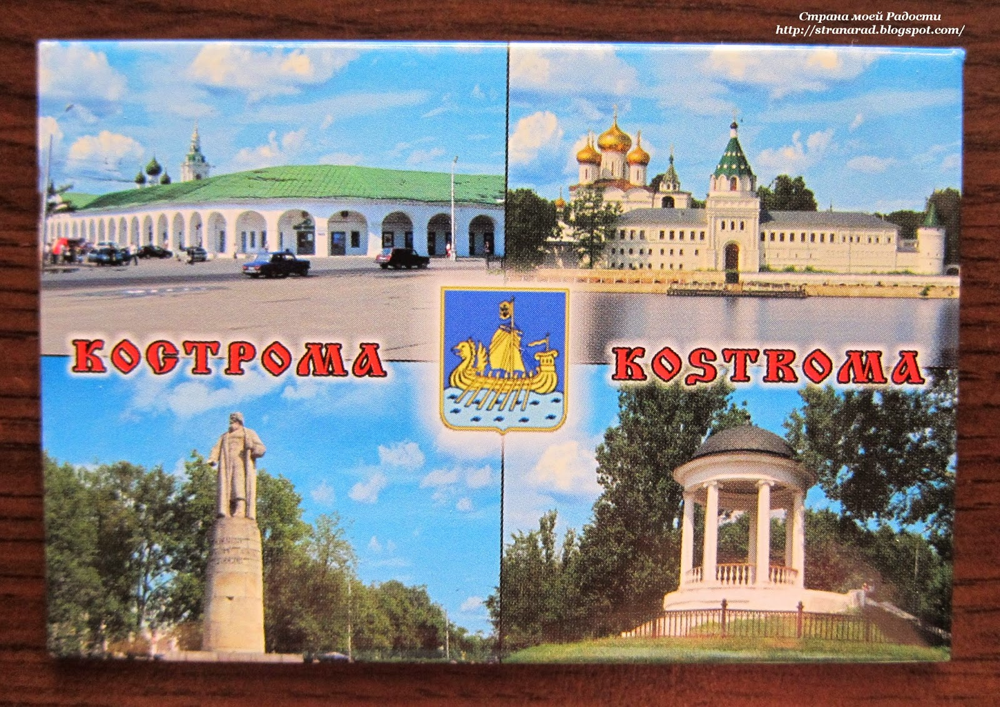 Страна моей Радости
http://stranarad.blogspot.com/
КОСТРОМА
KOSTROMA